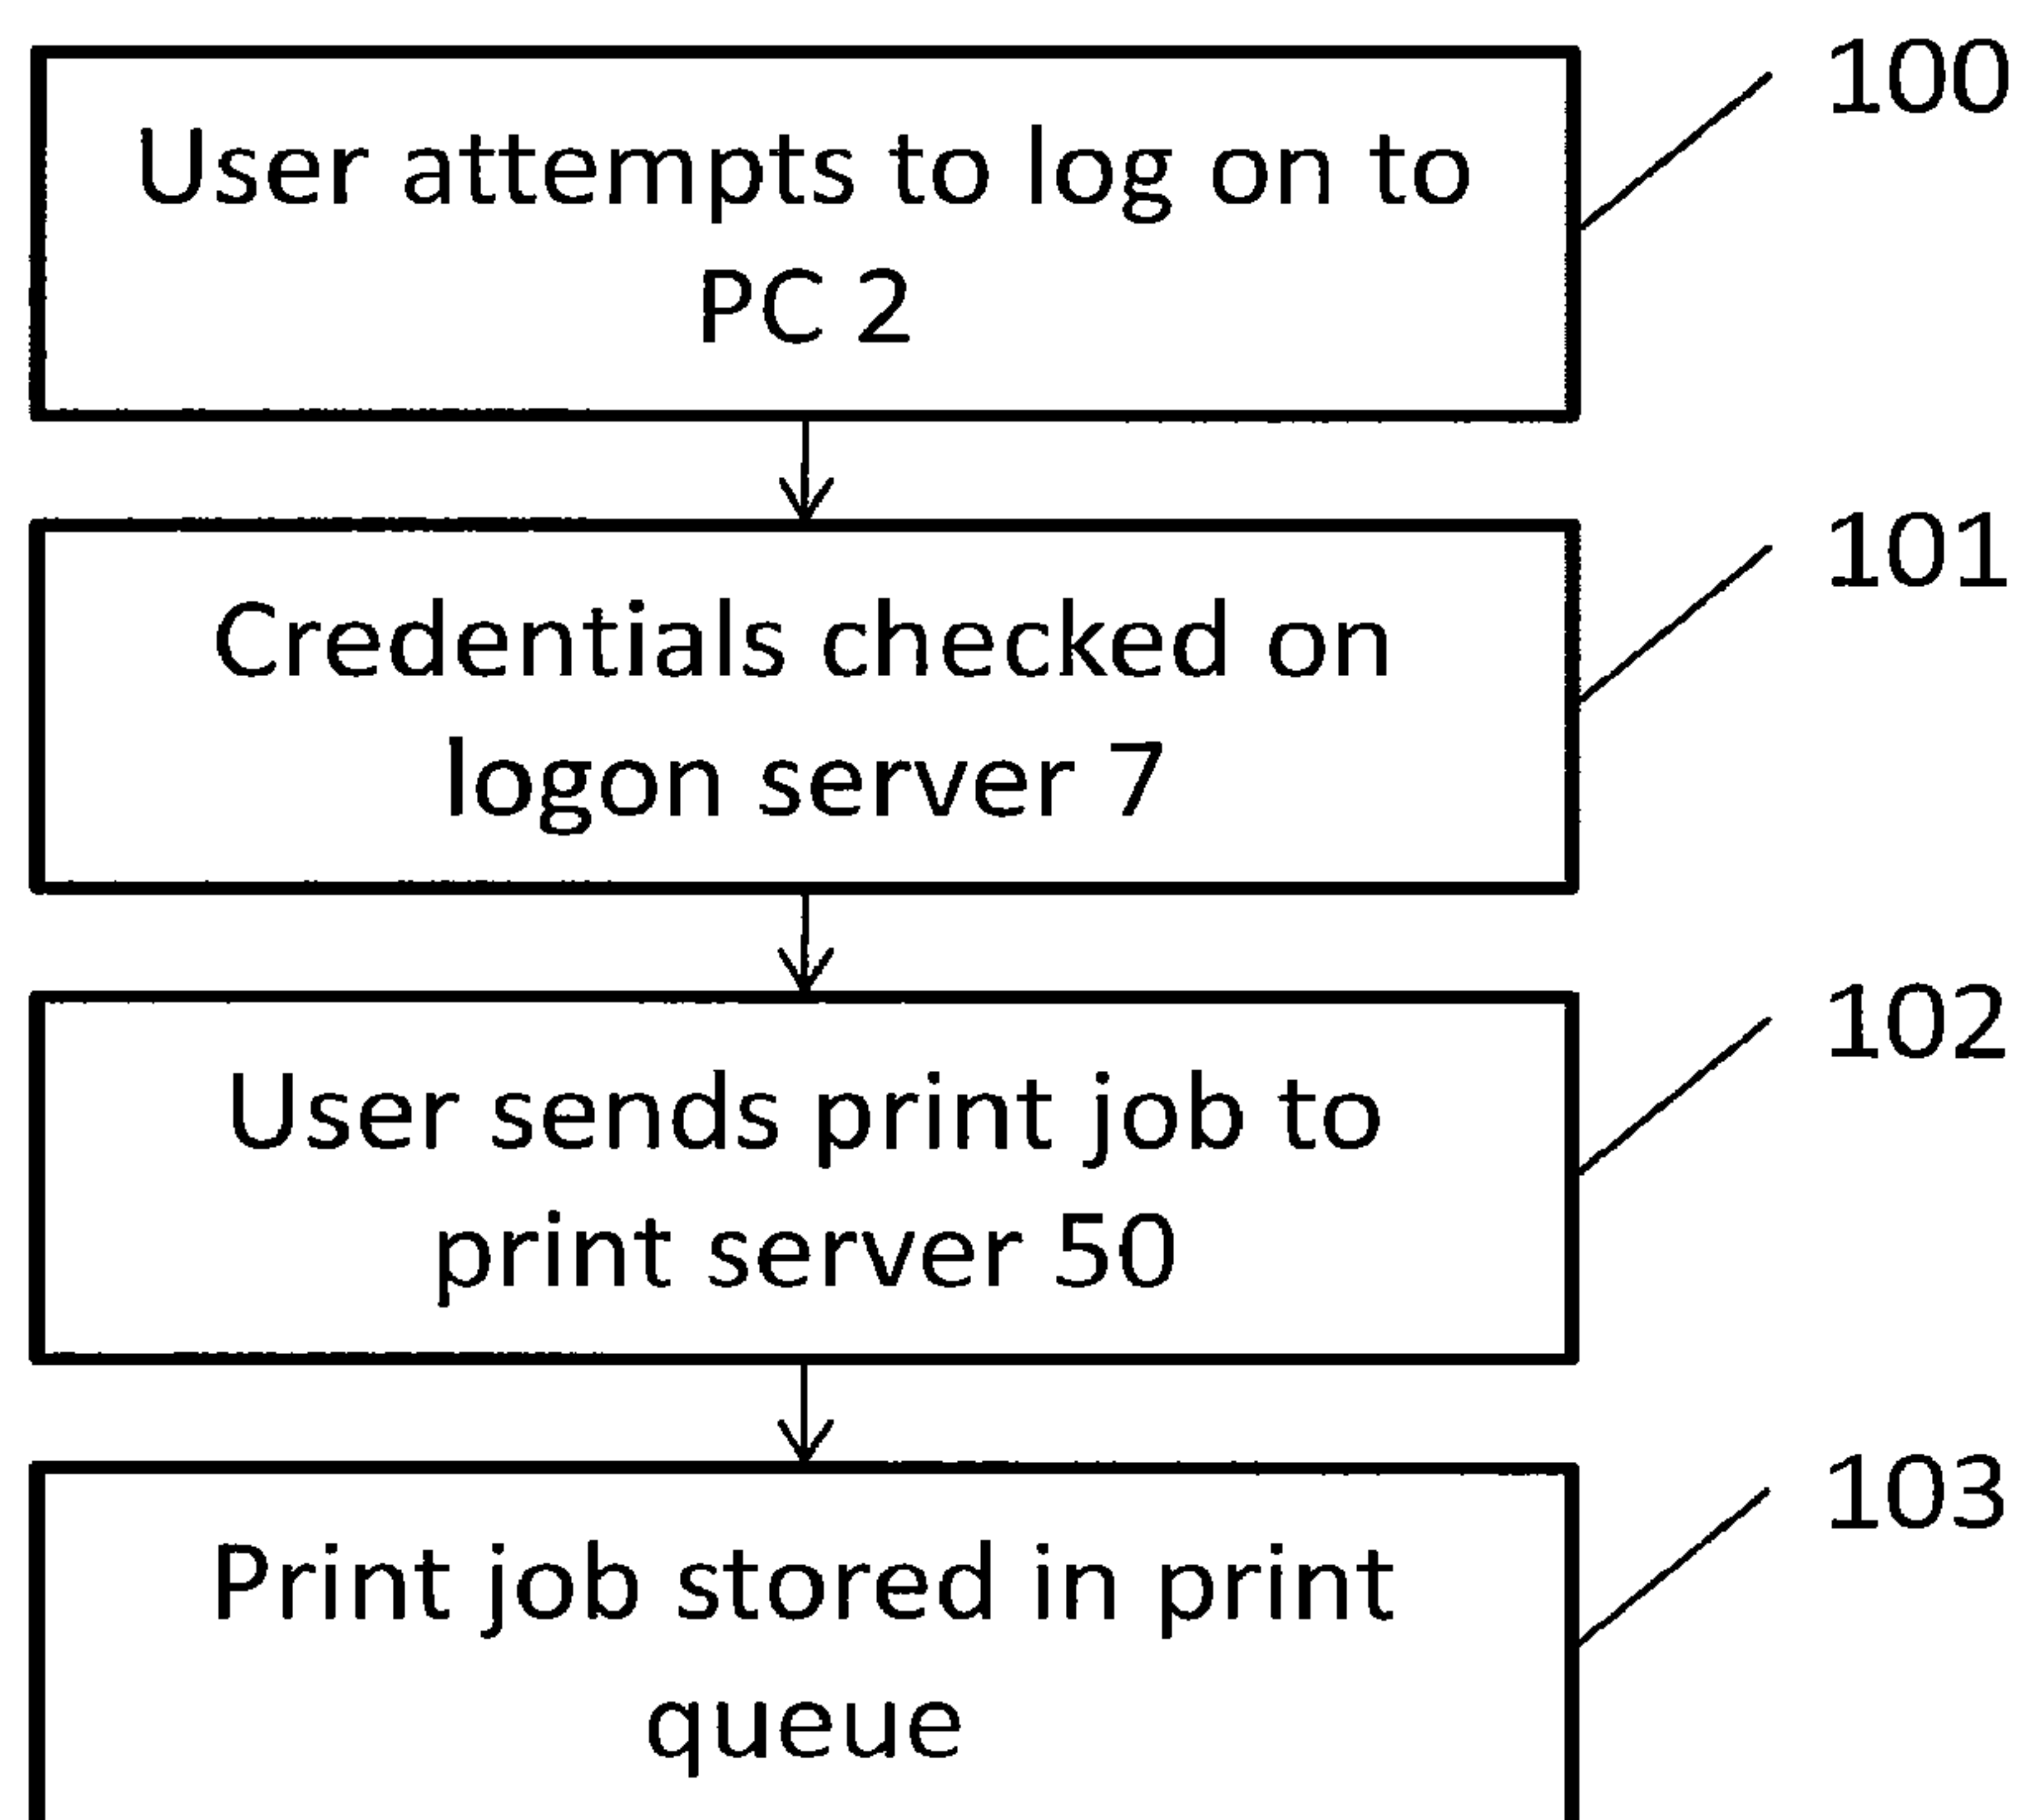 100
User attempts to log on to
PC 2
101
Credentials checked on
logon server 7
102
User sends print job to
print server 50
103
Print job stored in print
queue